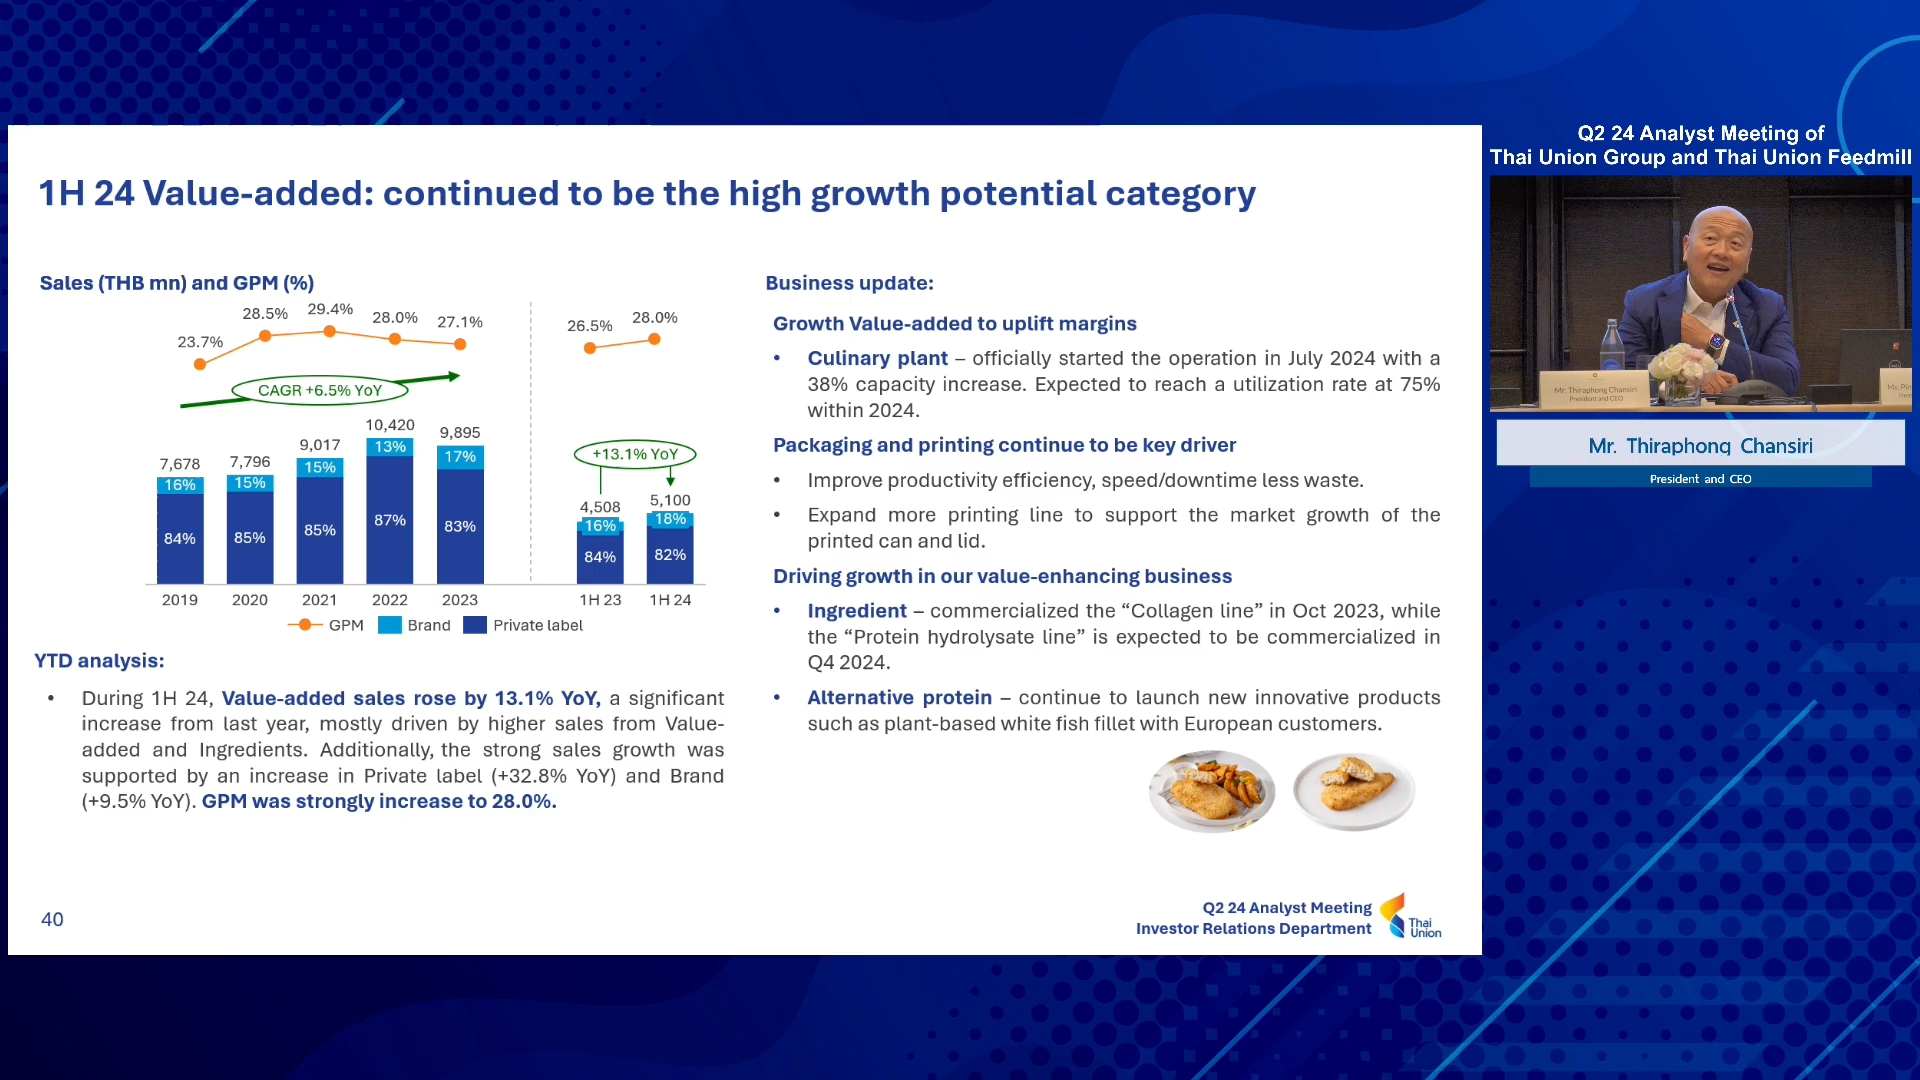 Q2 24 Analyst Meeting of
Thai Union Group and Thai Union Feedmill
1H 24 Value-added: continued to be the high growth potential category
Sales (THB mn) and GPM (%)
23.7%
28.5%
29.4%
28.0%
27.1%
26.5%
28.0%
CAGR +6.5% YoY
+13.1% YoY
7,678
7,796
9,017
10,420
9,895
4,508
5,100
16%
15%
15%
13%
17%
16%
18%
84%
85%
85%
87%
83%
84%
82%
2019
2020
2021
2022
2023
1H 23
1H 24
GPM
Brand
Private label
YTD analysis:
• During 1H 24, Value-added sales rose by 13.1% YoY, a significant
increase from last year, mostly driven by higher sales from Value-
added and Ingredients. Additionally, the strong sales growth was
supported by an increase in Private label (+32.8% YoY) and Brand
(+9.5% YoY). GPM was strongly increase to 28.0%.
Business update:
Growth Value-added to uplift margins
• Culinary plant – officially started the operation in July 2024 with a
38% capacity increase. Expected to reach a utilization rate at 75%
within 2024.
Packaging and printing continue to be key driver
• Improve productivity efficiency, speed/downtime less waste.
• Expand more printing line to support the market growth of the
printed can and lid.
Driving growth in our value-enhancing business
• Ingredient – commercialized the “Collagen line” in Oct 2023, while
the “Protein hydrolysate line” is expected to be commercialized in
Q4 2024.
• Alternative protein – continue to launch new innovative products
such as plant-based white fish fillet with European customers.
40
Q2 24 Analyst Meeting
Investor Relations Department
Thai
Union
Mr. Thiraphong Chansiri
President and CEO
Mr. Thiraphong Chansiri
President and CEO